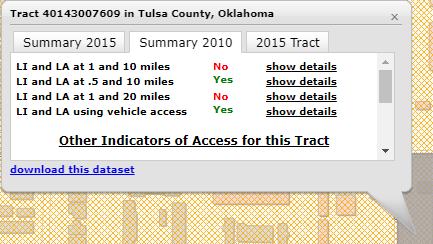 Tract 40143007609 in Tulsa County, Oklahoma ×
Summary 2015 Summary 2010 2015 Tract
LI and LA at 1 and 10 miles No show details
LI and LA at .5 and 10 miles Yes show details
LI and LA at 1 and 20 miles No show details
LI and LA using vehicle access Yes show details
Other Indicators of Access for this Tract
download this dataset